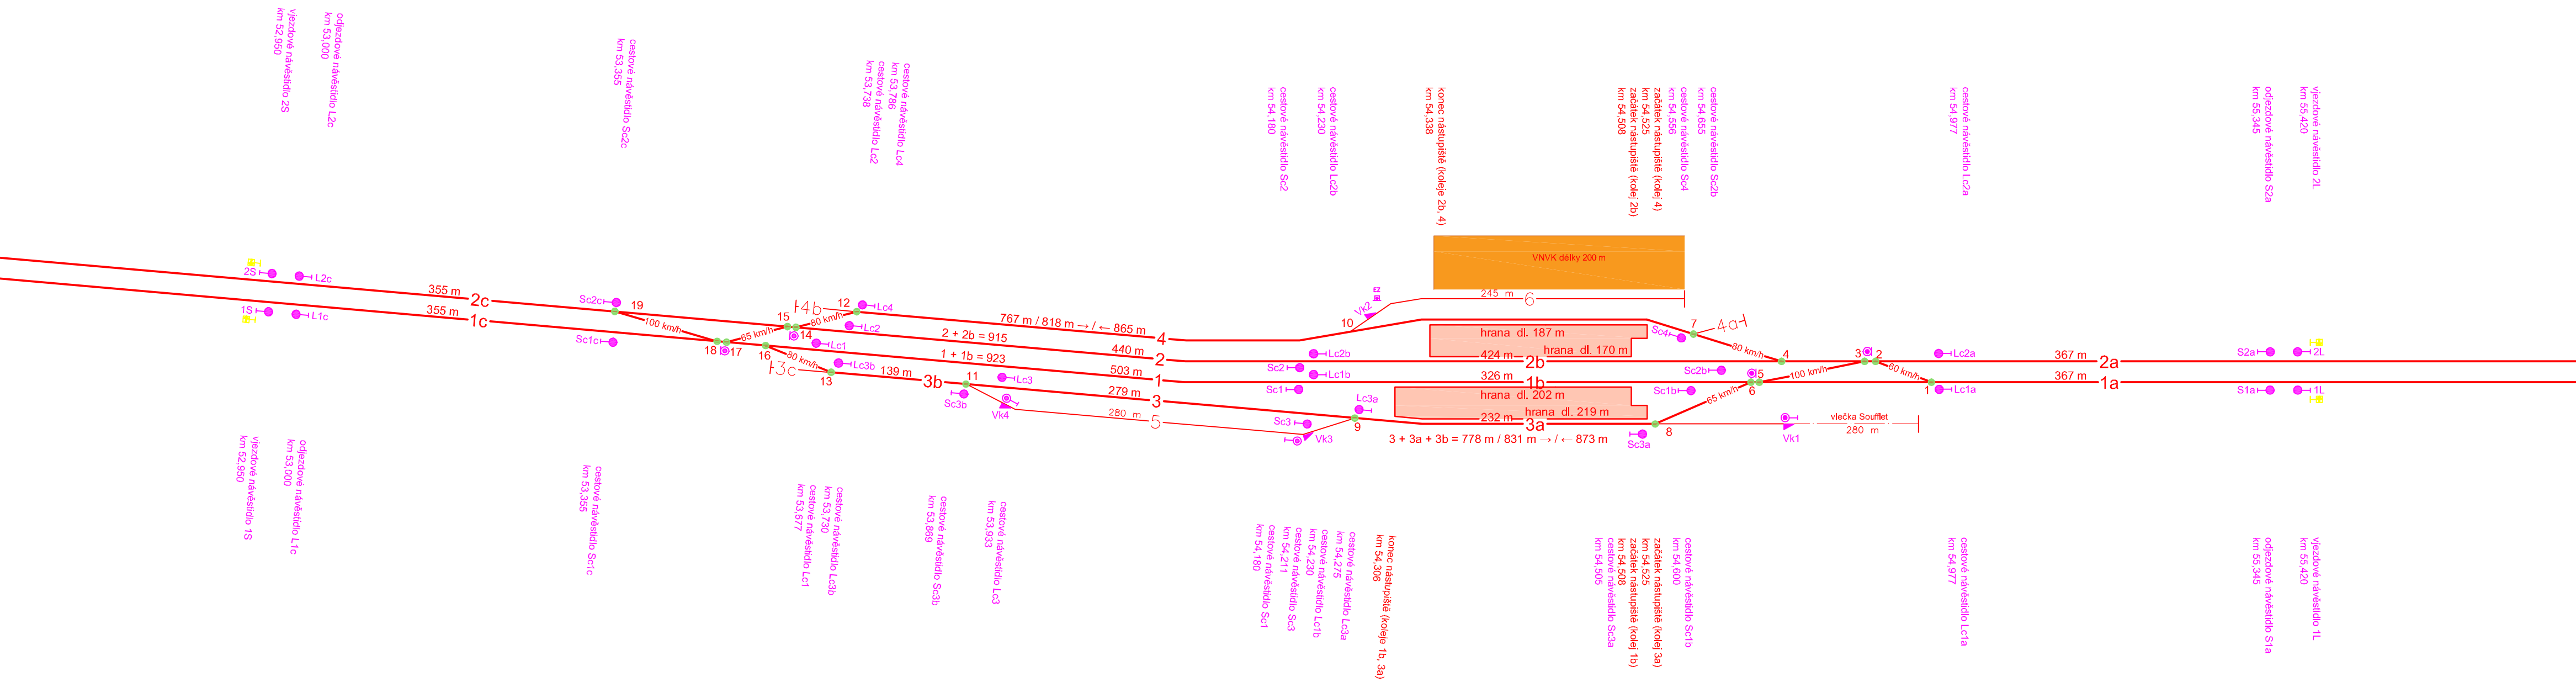 vjezdové návěstidlo 2S
km 52,950
odjezdové návěstidlo L2c
km 53,000
cestové návěstidlo Sc2c
km 53,355
cestové návěstidlo Lc4
km 53,786
cestové návěstidlo Lc2
km 53,738
cestové návěstidlo Sc2
km 54,180
cestové návěstidlo Lc2b
km 54,230
konec nástupiště (koleje 2b, 4)
km 54,338
začátek nástupiště (kolej 2b)
km 54,508
začátek nástupiště (kolej 4)
km 54,525
cestové návěstidlo Sc4
km 54,556
cestové návěstidlo Sc2b
km 54,655
cestové návěstidlo Lc2a
km 54,977
odjezdové návěstidlo S2a
km 55,345
vjezdové návěstidlo 2L
km 55,420
VNVK délky 200 m
2S
L2c
355 m
2c
Sc2c
19
4b
12
Lc4
Vk2
245 m
6
1S
L1c
355 m
1c
100 km/h
15
80 km/h
14
Lc2
767 m / 818 m → / ← 865 m
4
10
hrana dl. 187 m
Sc4
7
4a
Sc1c
65 km/h
18
17
16
Lc1
2 + 2b = 915
440 m
2
Lc2b
hrana dl. 170 m
424 m
2b
80 km/h
4
3
2
Lc2a
367 m
2a
S2a
2L
80 km/h
3c
13
Lc3b
139 m
3b
11
1 + 1b = 923
503 m
1
Sc2
Lc1b
326 m
1b
Sc2b
5
6
100 km/h
60 km/h
1
Lc1a
367 m
1a
S1a
1L
Sc3b
Lc3
Vk4
279 m
3
280 m
5
Sc1
Lc3a
Sc3
Vk3
9
hrana dl. 202 m
hrana dl. 219 m
232 m
3a
Sc1b
65 km/h
8
Sc3a
Vk1
vlečka Soufflet
280 m
3 + 3a + 3b = 778 m / 831 m → / ← 873 m
vjezdové návěstidlo 1S
km 52,950
odjezdové návěstidlo L1c
km 53,000
cestové návěstidlo Sc1c
km 53,355
cestové návěstidlo Lc1
km 53,677
cestové návěstidlo Lc3b
km 53,730
cestové návěstidlo Sc3b
km 53,869
cestové návěstidlo Lc3
km 53,933
cestové návěstidlo Sc1
km 54,180
cestové návěstidlo Sc3
km 54,211
cestové návěstidlo Lc1b
km 54,230
cestové návěstidlo Lc3a
km 54,275
konec nástupiště (koleje 1b, 3a)
km 54,306
cestové návěstidlo Sc3a
km 54,505
začátek nástupiště (kolej 1b)
km 54,508
začátek nástupiště (kolej 3a)
km 54,525
cestové návěstidlo Sc1b
km 54,600
cestové návěstidlo Lc1a
km 54,977
odjezdové návěstidlo S1a
km 55,345
vjezdové návěstidlo 1L
km 55,420